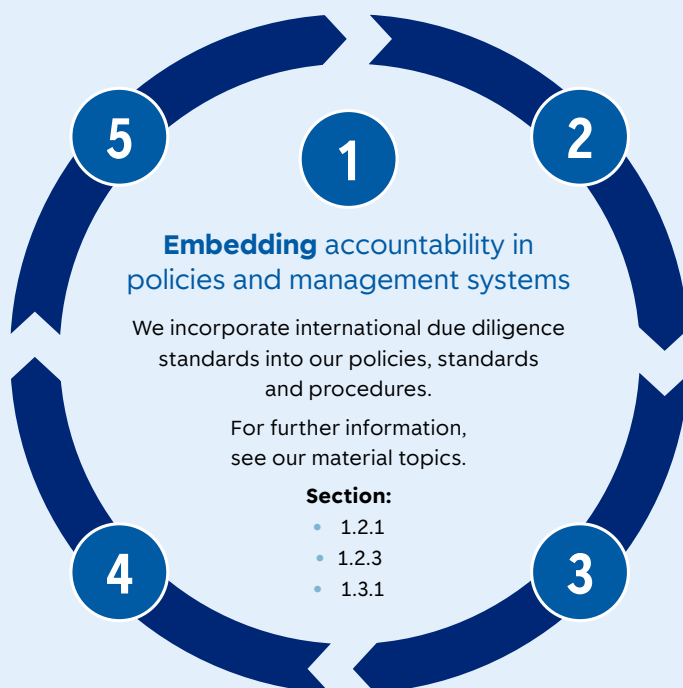 5
1
2
Embedding accountability in
policies and management systems
We incorporate international due diligence
standards into our policies, standards
and procedures.
For further information,
see our material topics.
Section:
• 1.2.1
• 1.2.3
• 1.3.1
4
3